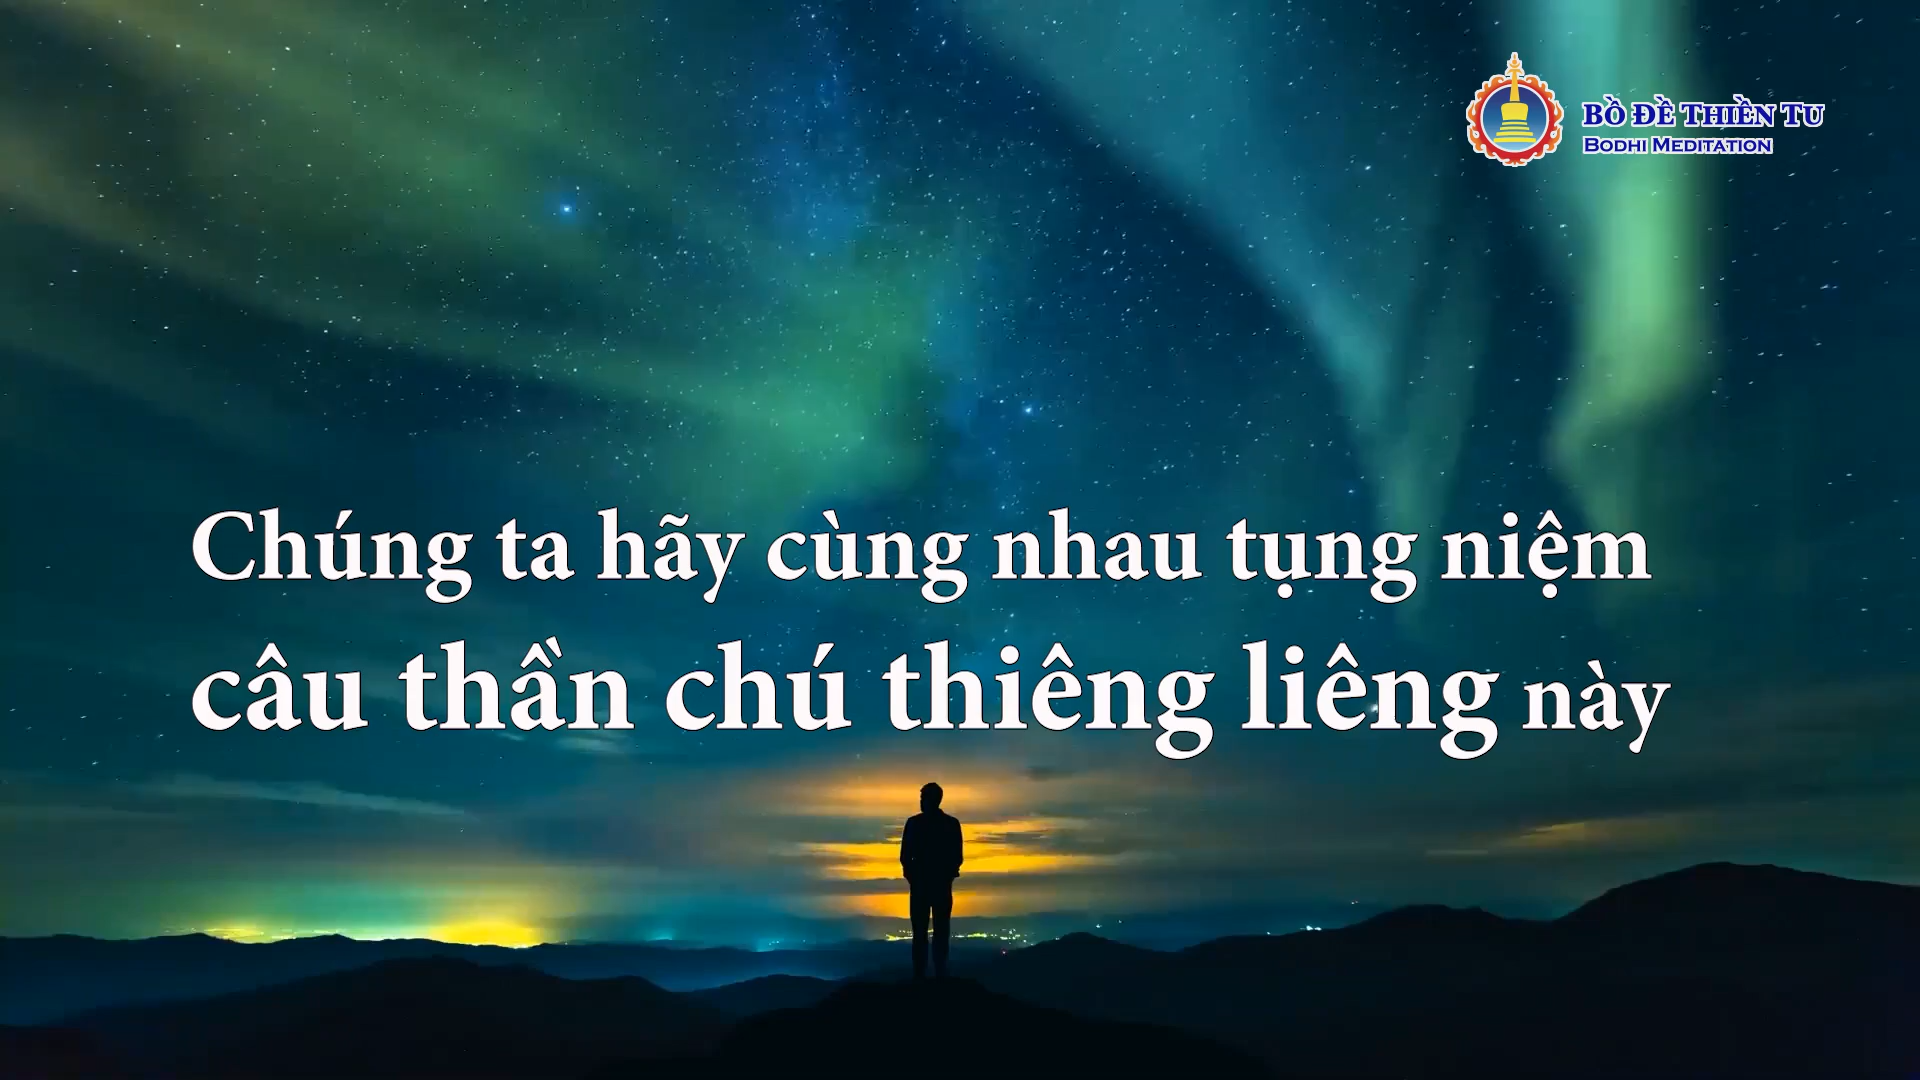 BỒ ĐỀ THIỀN TU
BODHI MEDITATION
Chúng ta hãy cùng nhau tụng niệm
câu thần chú thiêng liêng này